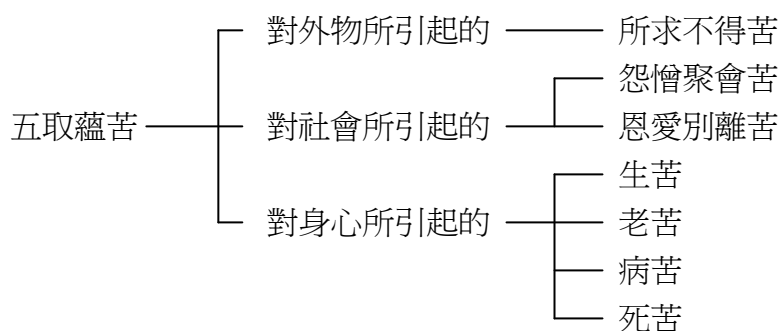 對外物所引起的 所求不得苦
怨憎聚會苦
五取蘊苦 對社會所引起的 恩愛別離苦
生苦
對身心所引起的 老苦
病苦
死苦